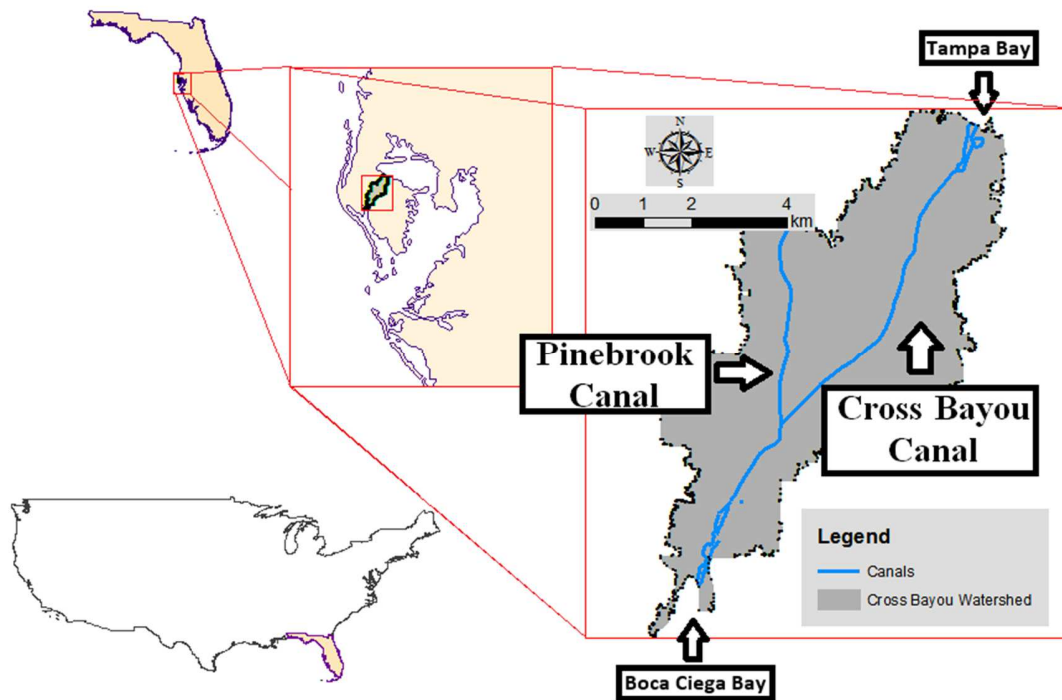 Tampa Bay
N
W E
S
0 1 2 4
km
Pinebrook
Canal
Cross Bayou
Canal
Legend
Canals
Cross Bayou Watershed
Boca Ciega Bay